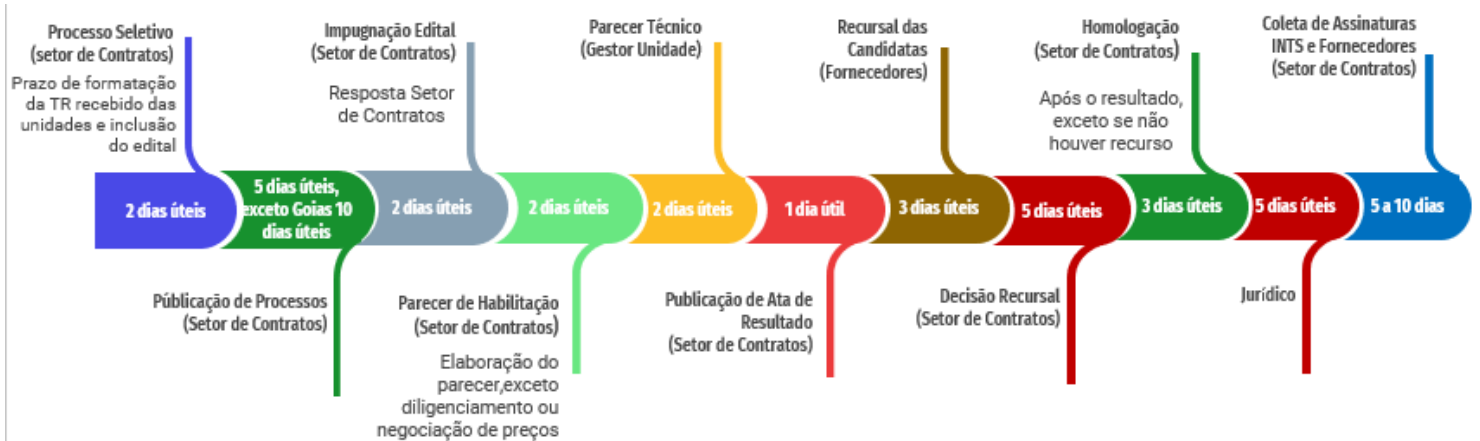 Processo Seletivo
(setor de Contratos)
Prazo de formatação
da TR recebido das
unidades e inclusão
do edital
Impugnação Edital
(Setor de Contratos)
Resposta Setor
de Contratos
Parecer Técnico
(Gestor Unidade)
Recursal das
Candidatas
(Fornecedores)
Homologação
(Setor de Contratos)
Após o resultado,
exceto se não
houver recurso
Coleta de Assinaturas
INTS e Fornecedores
(Setor de Contratos)
2 dias úteis
5 dias úteis,
exceto Goias 10
dias úteis
2 dias úteis
2 dias úteis
2 dias úteis
1 dia útil
3 dias úteis
5 dias úteis
3 dias úteis
5 dias úteis
5 a 10 dias
Públicação de Processos
(Setor de Contratos)
Parecer de Habilitação
(Setor de Contratos)
Elaboração do
parecer,exceto
diligenciamento ou
negociação de preços
Publicação de Ata de
Resultado
(Setor de Contratos)
Decisão Recursal
(Setor de Contratos)
Jurídico